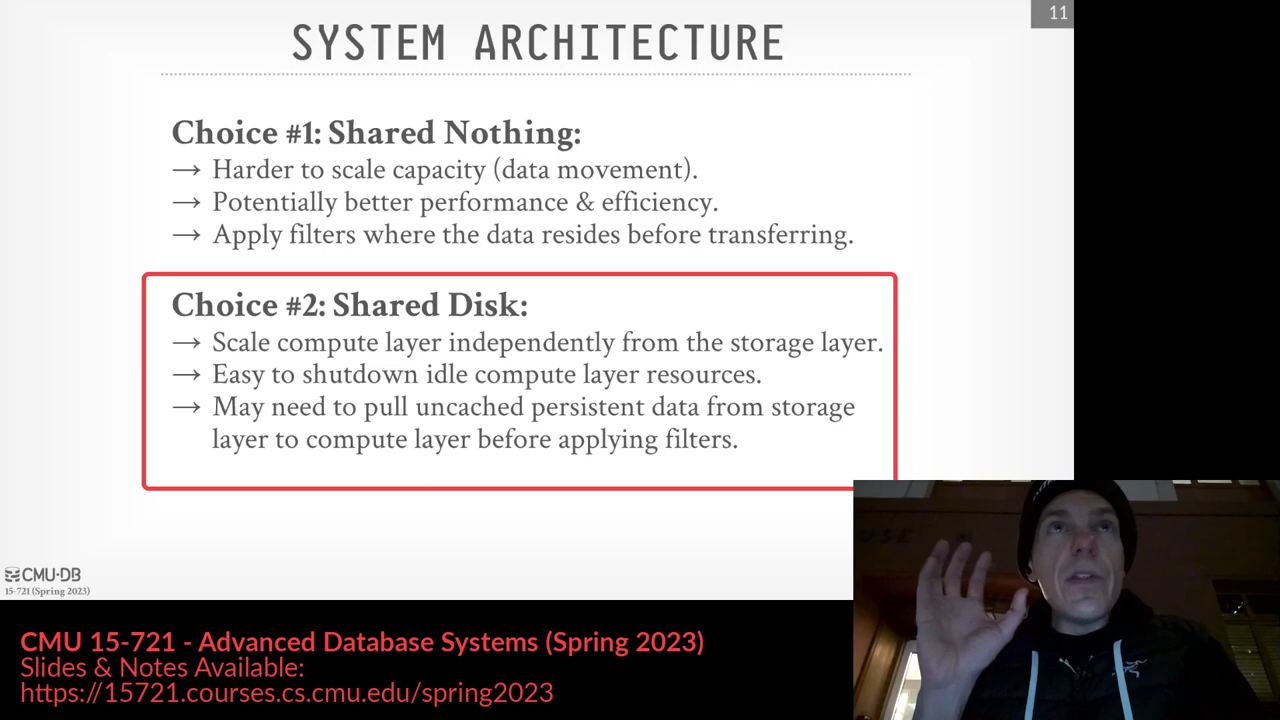 11
SYSTEM ARCHITECTURE
Choice #1: Shared Nothing:
→ Harder to scale capacity (data movement).
→ Potentially better performance & efficiency.
→ Apply filters where the data resides before transferring.
Choice #2: Shared Disk:
→ Scale compute layer independently from the storage layer.
→ Easy to shutdown idle compute layer resources.
→ May need to pull uncached persistent data from storage
layer to compute layer before applying filters.
CMU·DB
15-721 (Spring 2023)
CMU 15-721 - Advanced Database Systems (Spring 2023)
Slides & Notes Available:
https://15721.courses.cs.cmu.edu/spring2023